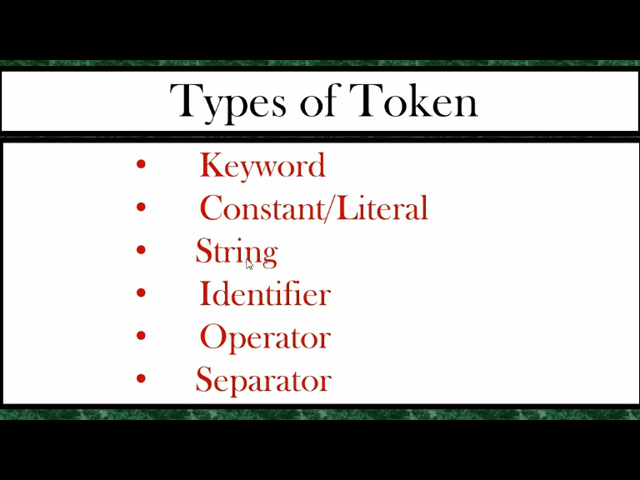 Types of Token
• Keyword
• Constant/Literal
• String
• Identifier
• Operator
• Separator